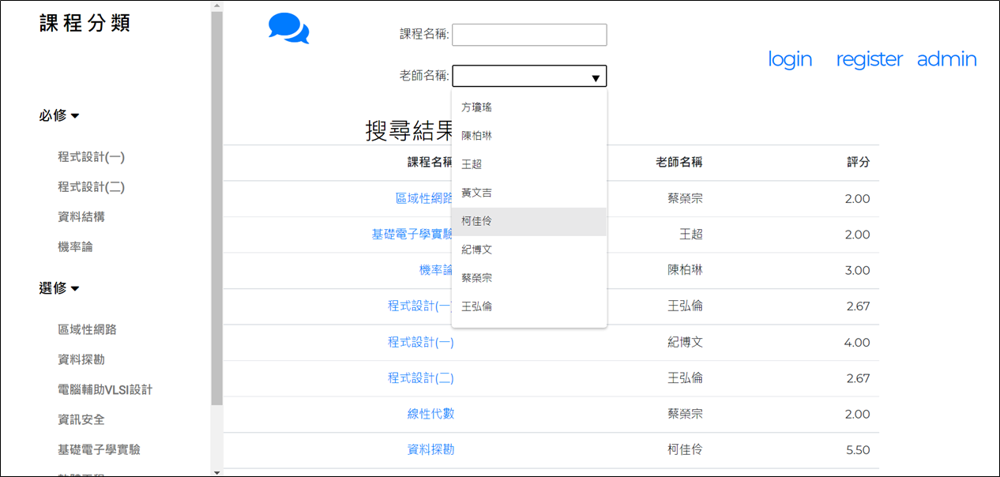 課程分類
必修
程式設計(一)
程式設計(二)
資料結構
機率論
選修
區域性網路
資料探勘
電腦輔助VLSI設計
資訊安全
基礎電子學實驗
課程名稱:
老師名稱:
login register admin
方瓊瑤
陳柏琳
王超
黃文吉
柯佳伶
紀博文
蔡榮宗
王弘倫
搜尋結果
課程名稱 老師名稱 評分
區域性網路 蔡榮宗 2.00
基礎電子學實驗 王超 2.00
機率論 陳柏琳 3.00
程式設計(一) 王弘倫 2.67
程式設計(一) 紀博文 4.00
程式設計(二) 王弘倫 2.67
線性代數 蔡榮宗 2.00
資料探勘 柯佳伶 5.50